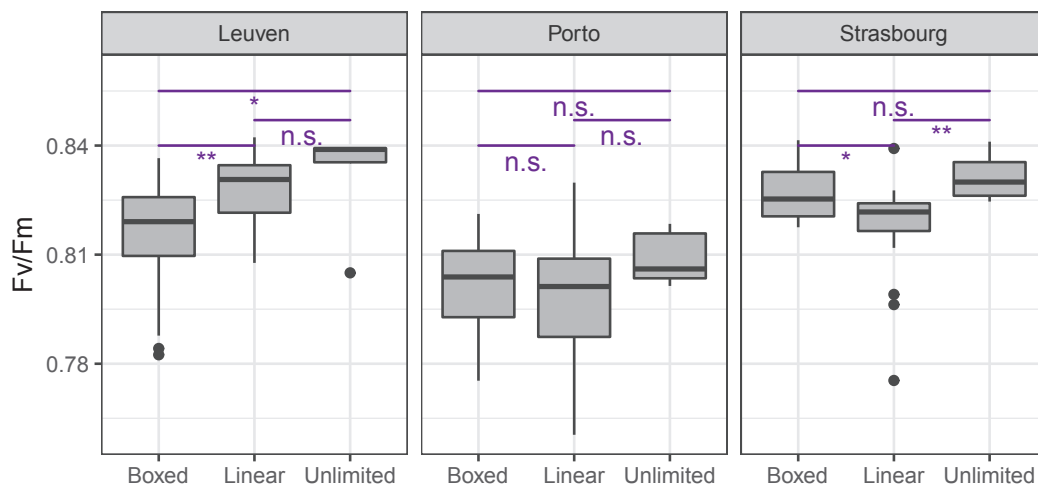 Leuven
Porto
Strasbourg
Fv/Fm
0.84
0.81
0.78
*
n.s.
**
n.s.
n.s.
n.s.
n.s.
**
*
Boxed Linear Unlimited
Boxed Linear Unlimited
Boxed Linear Unlimited